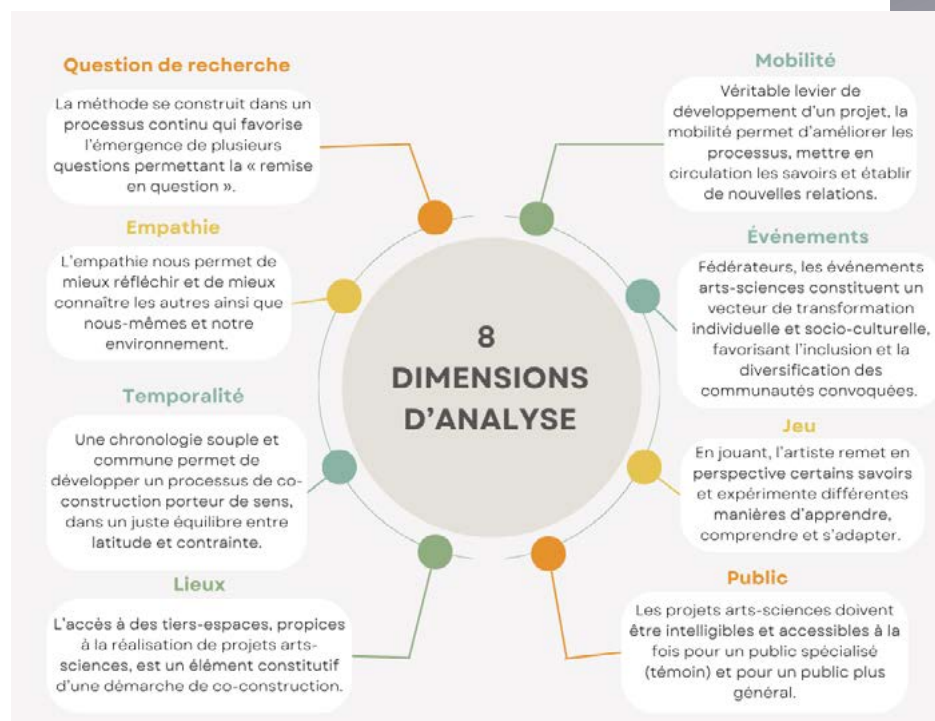 Question de recherche
La méthode se construit dans un
processus continu qui favorise
l'émergence de plusieurs
questions permettant la « remise
en question ».
Empathie
L'empathie nous permet de
mieux réfléchir et de mieux
connaître les autres ainsi que
nous-mêmes et notre
environnement.
Temporalité
Une chronologie souple et
commune permet de
développer un processus de co-
construction porteur de sens,
dans un juste équilibre entre
latitude et contrainte.
Lieux
L'accès à des tiers-espaces, propices
à la réalisation de projets arts-
sciences, est un élément constitutif
d'une démarche de co-construction.
8
DIMENSIONS
D'ANALYSE
Mobilité
Véritable levier de
développement d'un projet, la
mobilité permet d'améliorer les
processus, mettre en
circulation les savoirs et établir
de nouvelles relations.
Événements
Fédérateurs, les événements
arts-sciences constituent un
vecteur de transformation
individuelle et socio-culturelle,
favorisant l'inclusion et la
diversification des
communautés convoquées.
Jeu
En jouant, l'artiste remet en
perspective certains savoirs
et expérimente différentes
manières d'apprendre,
comprendre et s'adapter.
Public
Les projets arts-sciences doivent
être intelligibles et accessibles à la
fois pour un public spécialisé
(témoin) et pour un public plus
général.